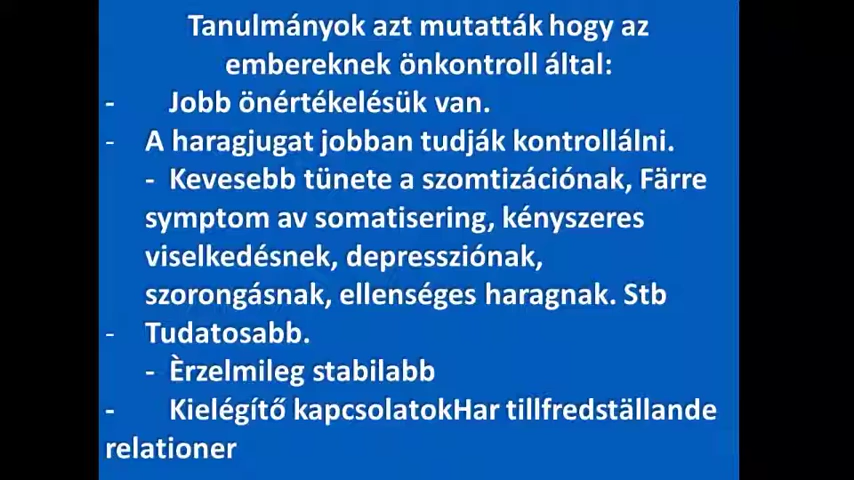 Tanulmányok azt mutatták hogy az
embereknek önkontroll által:
- Jobb önértékelésük van.
- A haragjugat jobban tudják kontrollálni.
- Kevesebb tünete a szomtizációnak, Färre
symptom av somatisering, kényszeres
viselkedésnek, depressziónak,
szorongásnak, ellenséges haragnak. Stb
- Tudatosabb.
- Èrzelmileg stabilabb
- Kielégítő kapcsolatokHar tillfredställande
relationer